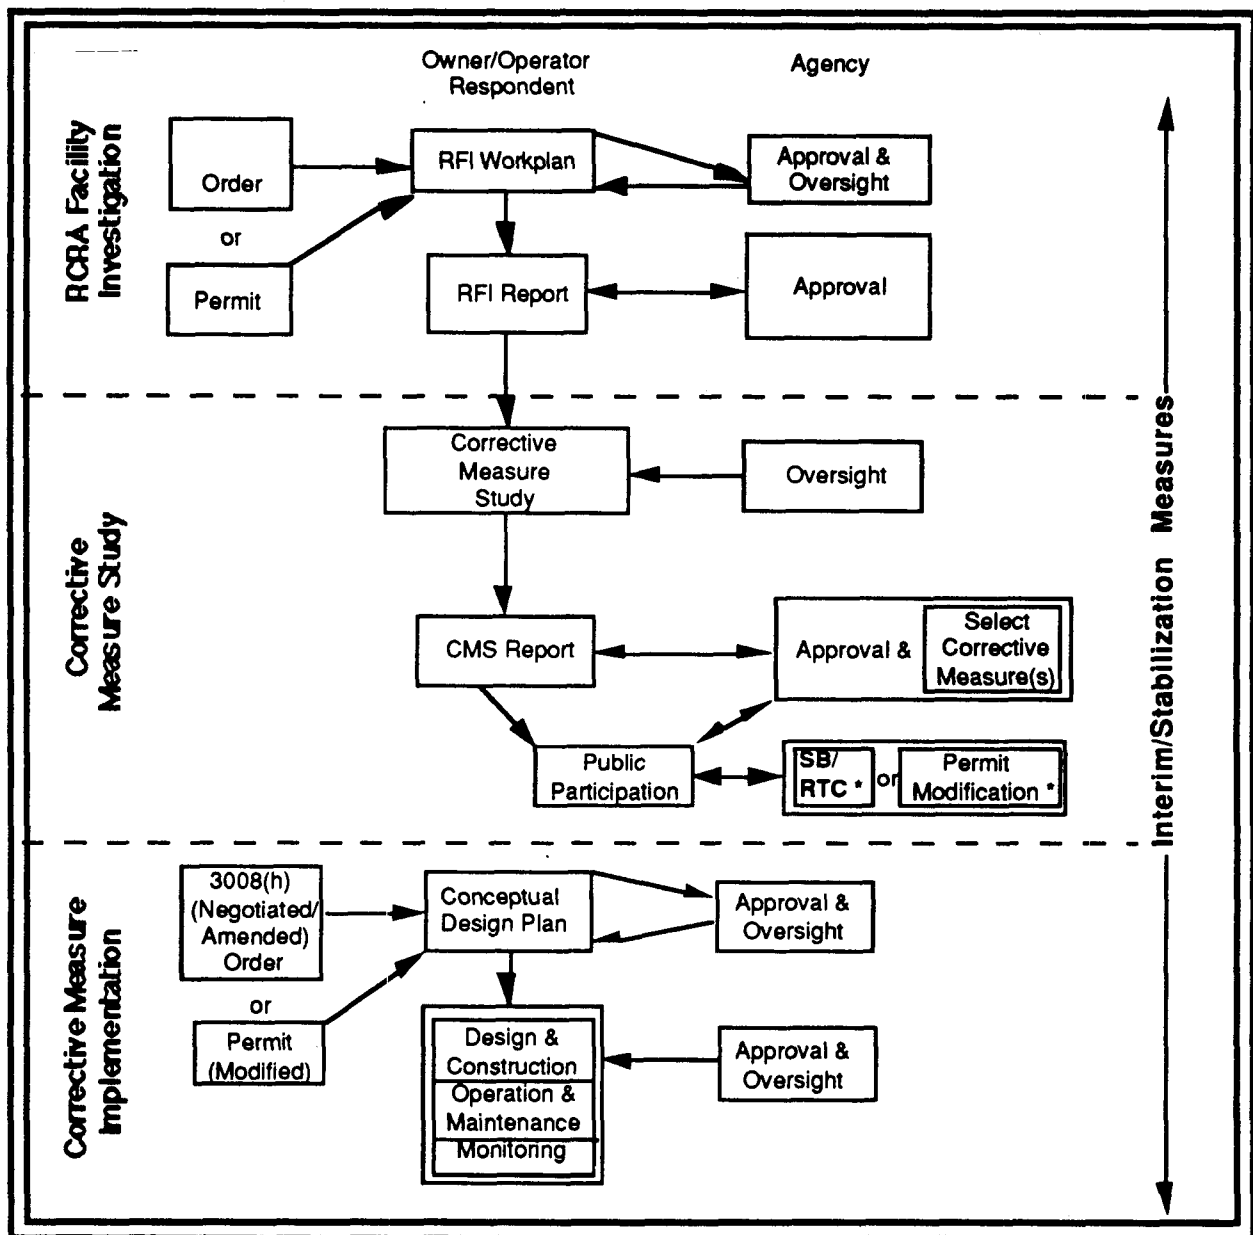 Owner/Operator
Respondent
Agency
RCRA Facility
Investigation
Order
or
Permit
RFI Workplan
Approval &
Oversight
RFI Report
Approval
Corrective
Measure Study
Corrective
Measure
Study
Oversight
CMS Report
Approval &
Select
Corrective
Measure(s)
Public
Participation
SB/
RTC *
or
Permit
Modification *
Interim/Stabilization Measures
Corrective Measure
Implementation
3008(h)
(Negotiated/
Amended)
Order
or
Permit
(Modified)
Conceptual
Design Plan
Approval &
Oversight
Design &
Construction
Operation &
Maintenance
Monitoring
Approval &
Oversight